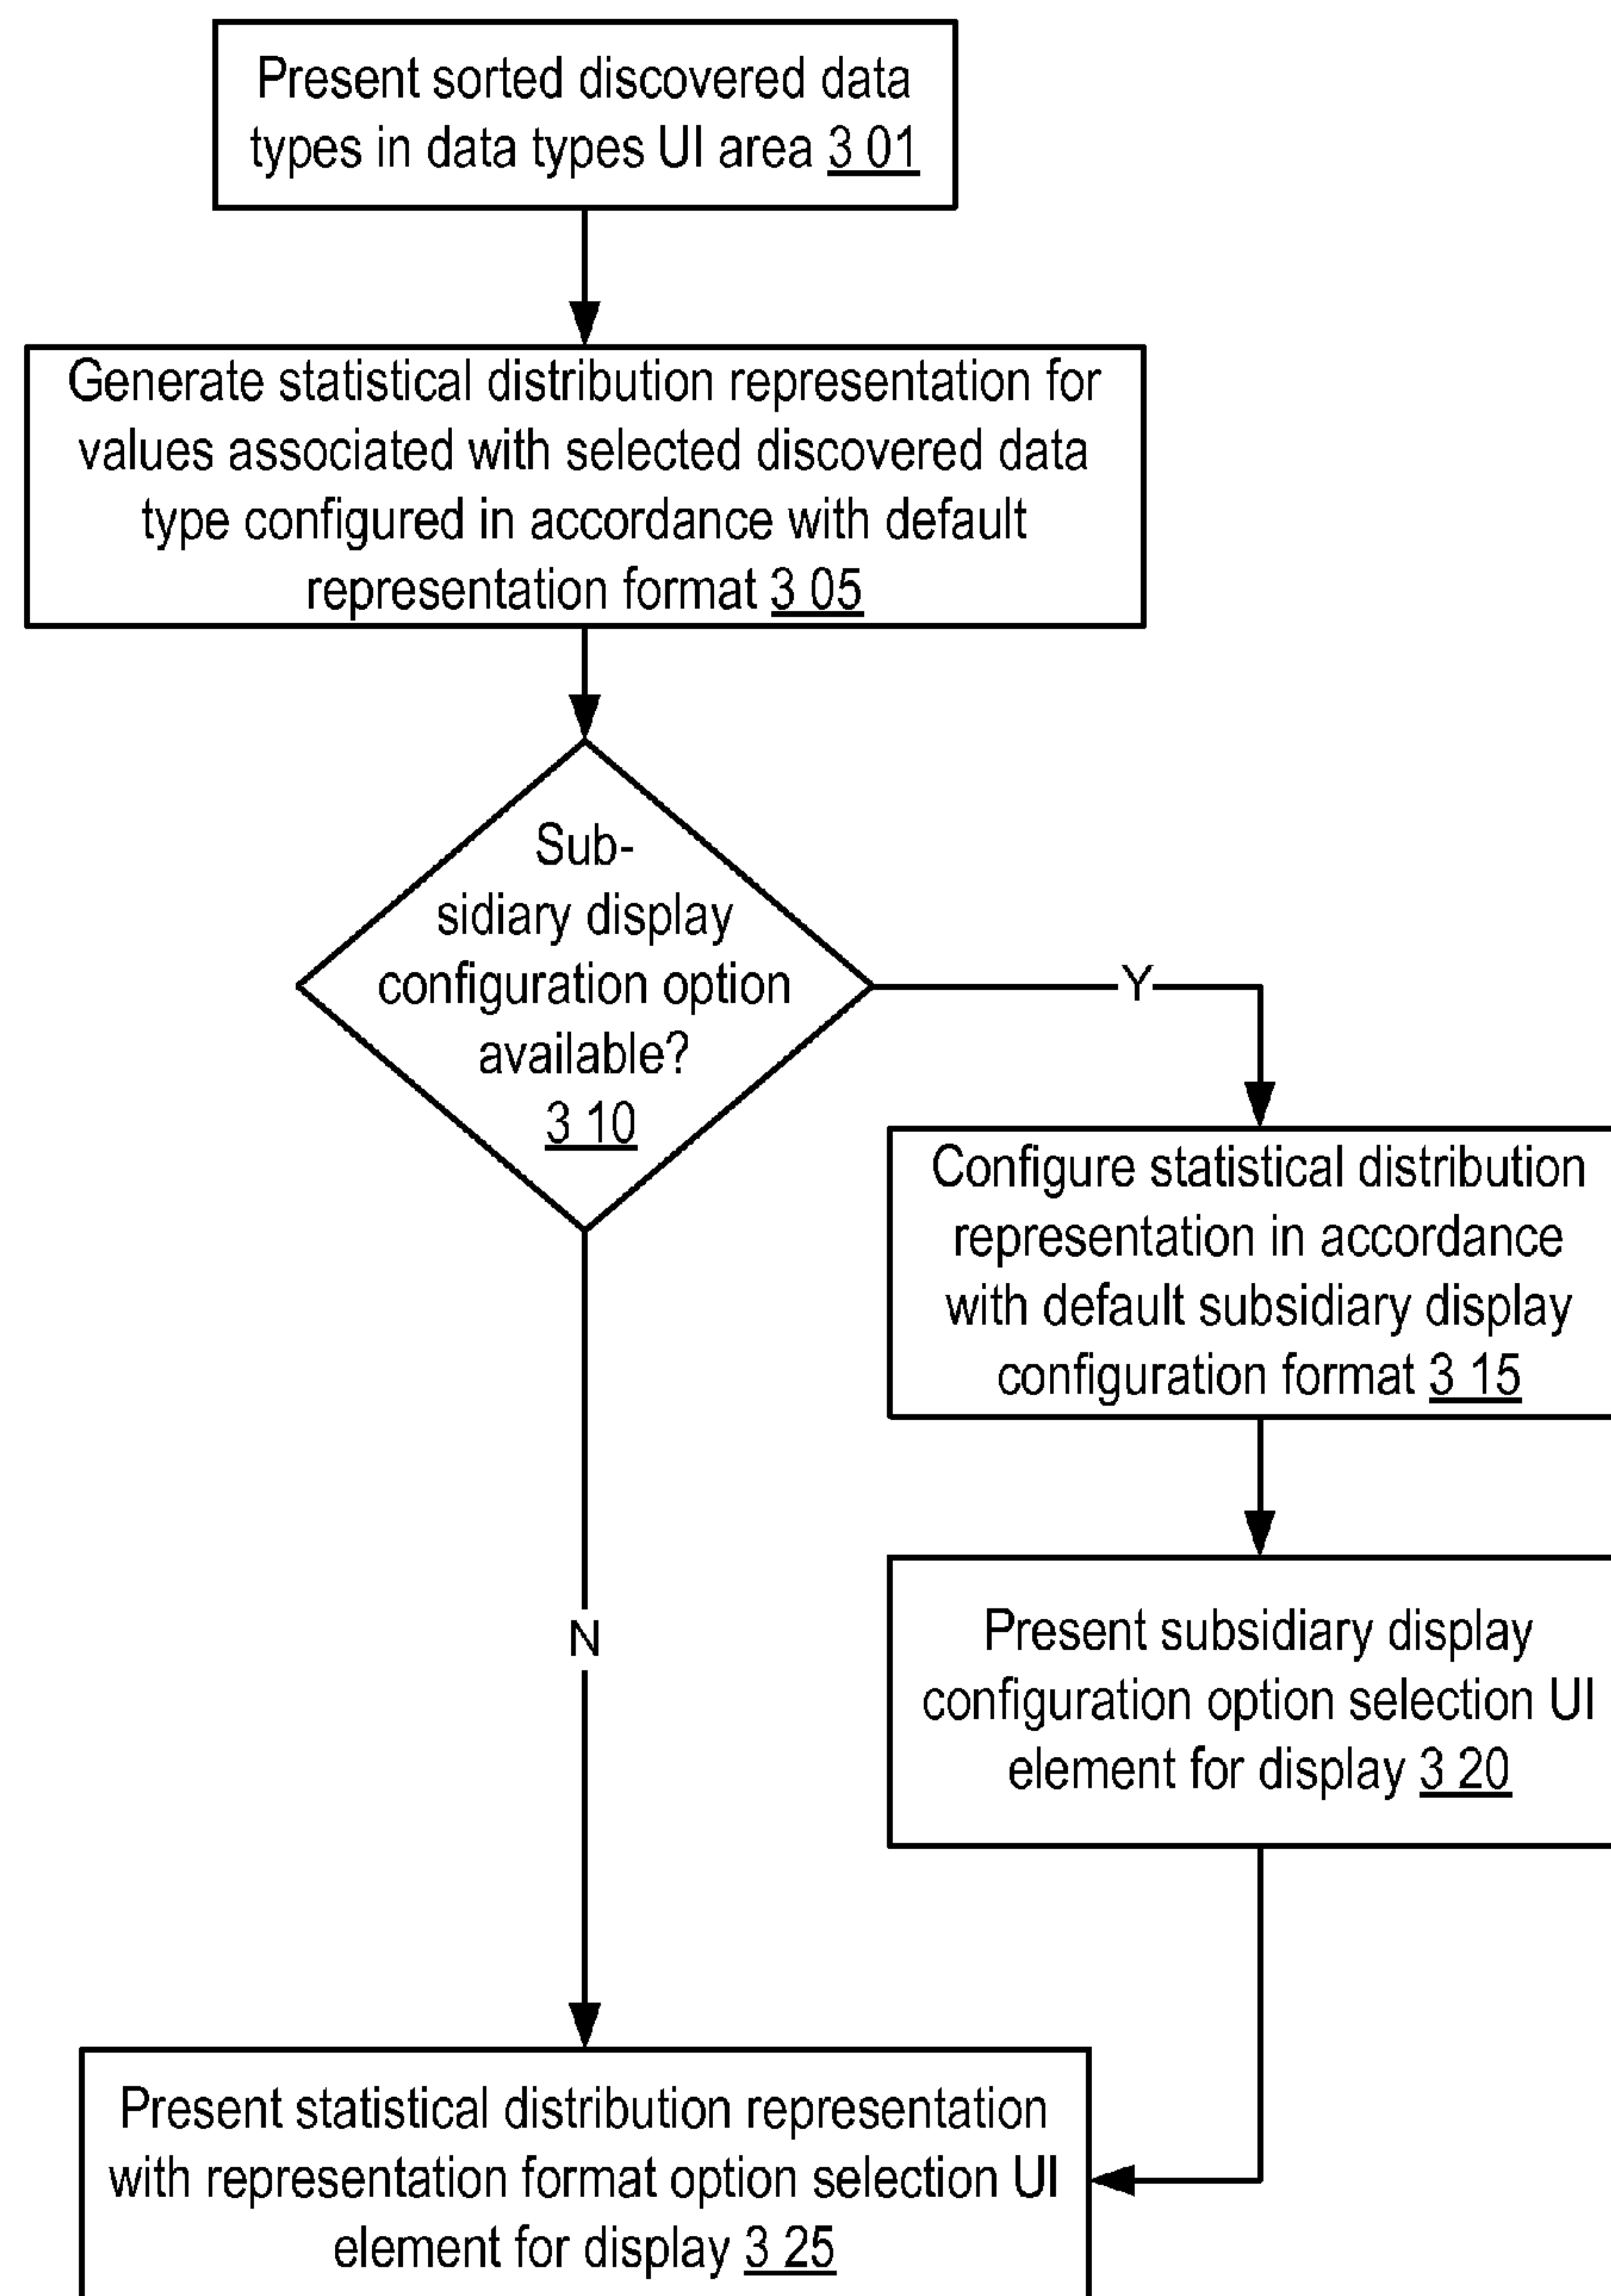 Present sorted discovered data
types in data types UI area 3 01
Generate statistical distribution representation for
values associated with selected discovered data
type configured in accordance with default
representation format 3 05
Sub-
sidiary display
configuration option
available?
3 10
Y
Configure statistical distribution
representation in accordance
with default subsidiary display
configuration format 3 15
Present subsidiary display
configuration option selection UI
element for display 3 20
N
Present statistical distribution representation
with representation format option selection UI
element for display 3 25